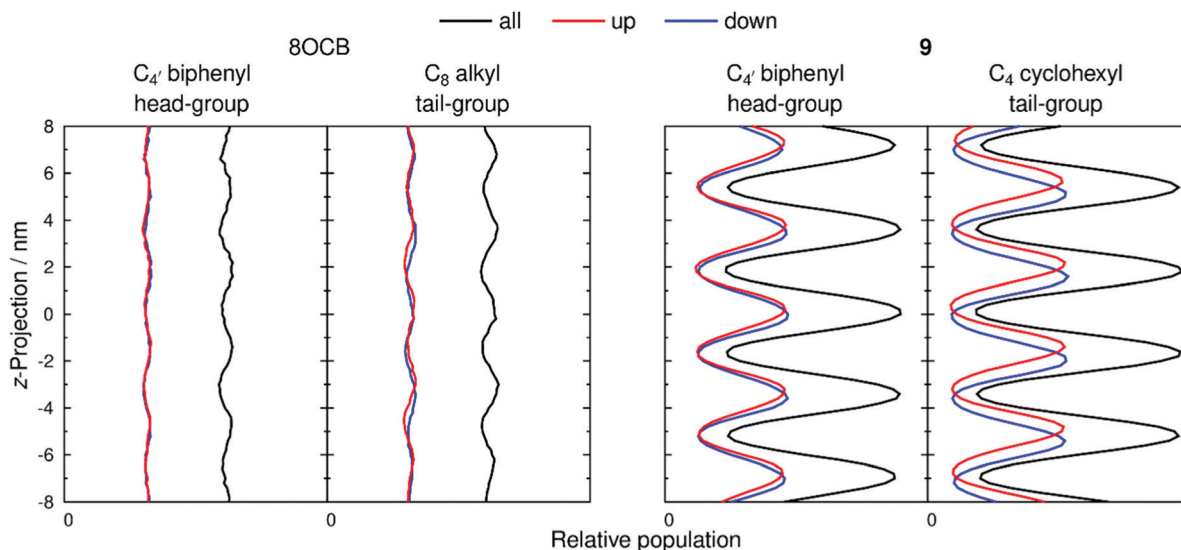 all up down
8OCB 9
C4′ biphenyl head-group
C8 alkyl tail-group
C4′ biphenyl head-group
C4 cyclohexyl tail-group
z-Projection / nm
8
6
4
2
0
-2
-4
-6
-8
0 0 0 0
Relative population